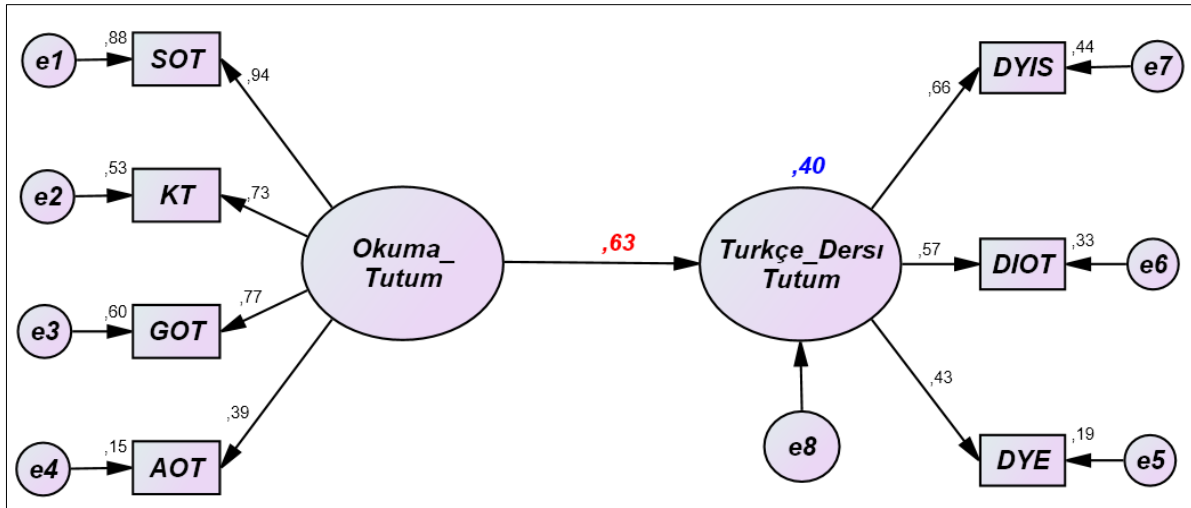 e1
,88
SOT
,94
e2
,53
KT
,73
e3
,60
GOT
,77
e4
,15
AOT
,39
Okuma_
Tutum
,63
,40
Turkçe_Dersı
Tutum
e8
,66
DYIS
,44
e7
,57
DIOT
,33
e6
,43
DYE
,19
e5